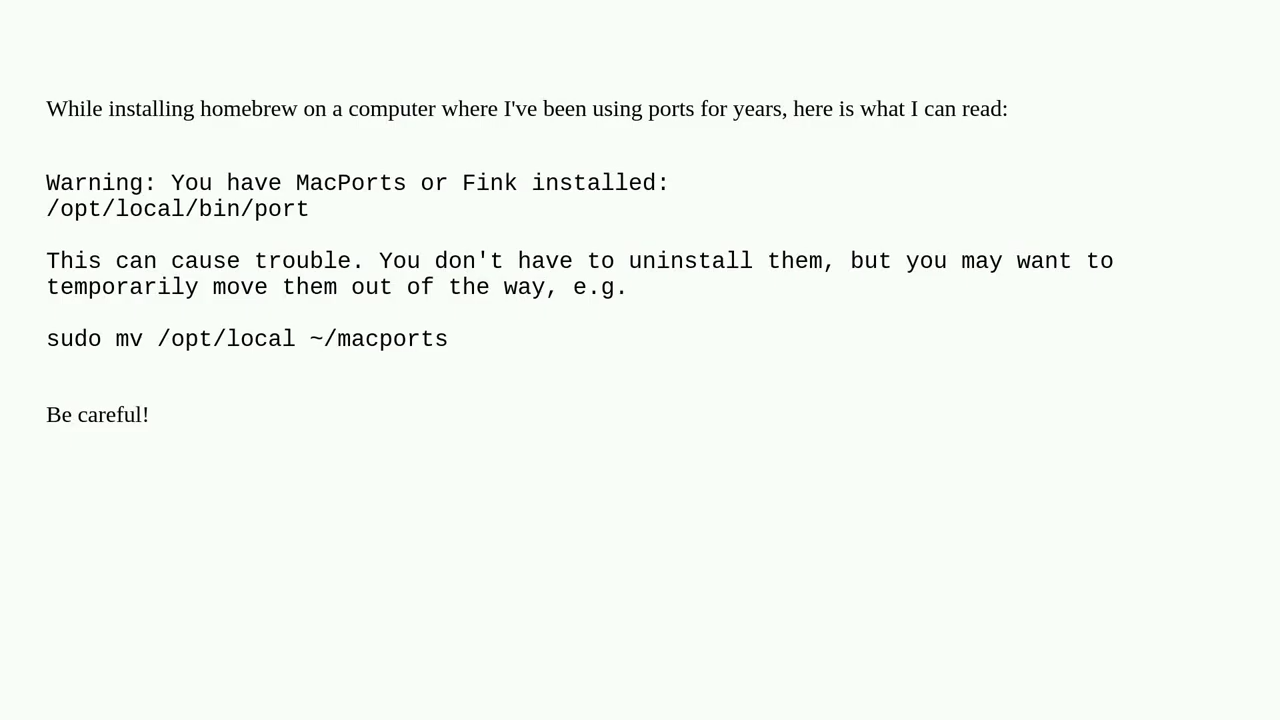 While installing homebrew on a computer where I've been using ports for years, here is what I can read:
Warning: You have MacPorts or Fink installed:
/opt/local/bin/port
This can cause trouble. You don't have to uninstall them, but you may want to
temporarily move them out of the way, e.g.
sudo mv /opt/local ~/macports
Be careful!